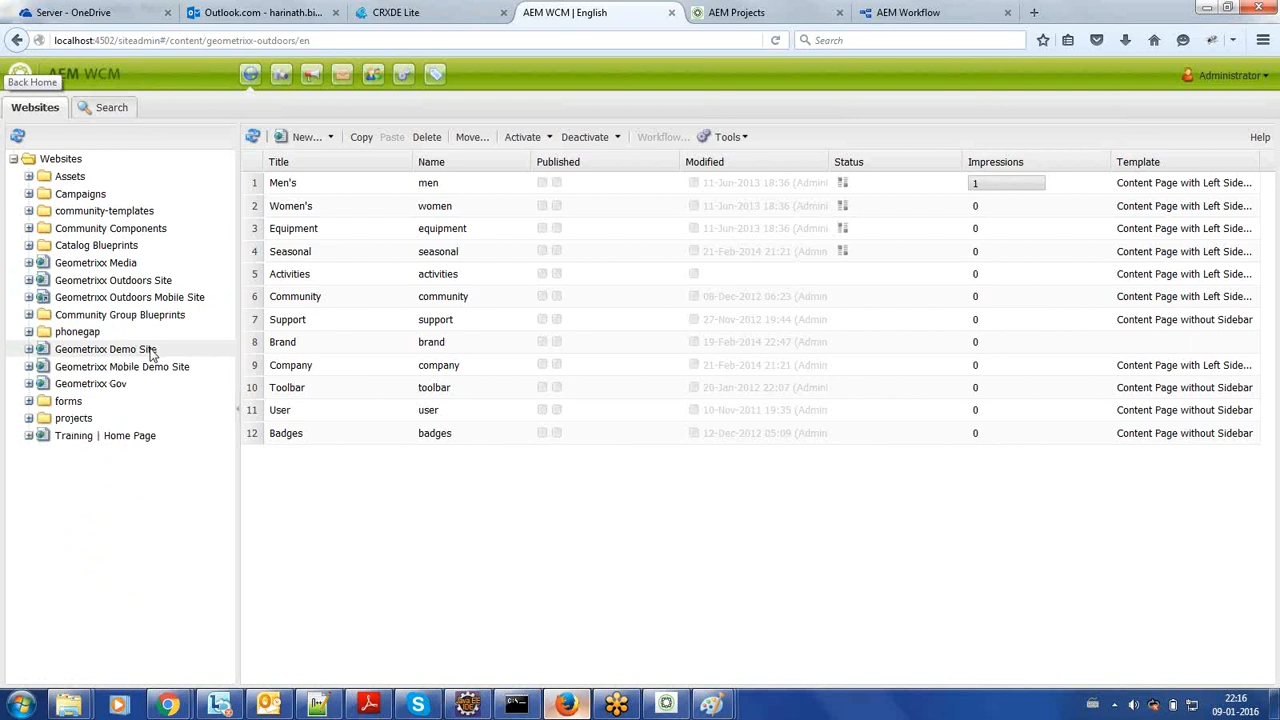 Server - OneDrive
Outlook.com - harinath.bi...
CRXDE Lite
AEM WCM | English
AEM Projects
AEM Workflow
localhost:4502/siteadmin#/content/geometrixx-outdoors/en
Search
AEM WCM
Administrator
Back Home
Websites
Search
New...
Copy
Paste
Delete
Move...
Activate
Deactivate
Workflow...
Tools
Help
Websites
Assets
Campaigns
community-templates
Community Components
Catalog Blueprints
Geometrixx Media
Geometrixx Outdoors Site
Geometrixx Outdoors Mobile Site
Community Group Blueprints
phonegap
Geometrixx Demo Site
Geometrixx Mobile Demo Site
Geometrixx Gov
forms
projects
Training | Home Page
Title Name Published Modified Status Impressions Template
1 Men's men 11-Jun-2013 18:36 (Admini 1 Content Page with Left Side...
2 Women's women 11-Jun-2013 18:36 (Admini 0 Content Page with Left Side...
3 Equipment equipment 11-Jun-2013 18:36 (Admini 0 Content Page with Left Side...
4 Seasonal seasonal 21-Feb-2014 21:21 (Admini 0 Content Page with Left Side...
5 Activities activities 0 Content Page with Left Side...
6 Community community 08-Dec-2012 06:23 (Admin 0 Content Page with Left Side...
7 Support support 27-Nov-2012 19:44 (Admin 0 Content Page without Sidebar
8 Brand brand 19-Feb-2014 22:47 (Admin 0
9 Company company 21-Feb-2014 21:21 (Admini 0 Content Page with Left Side...
10 Toolbar toolbar 20-Jan-2012 22:07 (Admin 0 Content Page without Sidebar
11 User user 10-Nov-2011 19:35 (Admin 0 Content Page without Sidebar
12 Badges badges 12-Dec-2012 05:09 (Admin 0 Content Page without Sidebar
22:16
09-01-2016